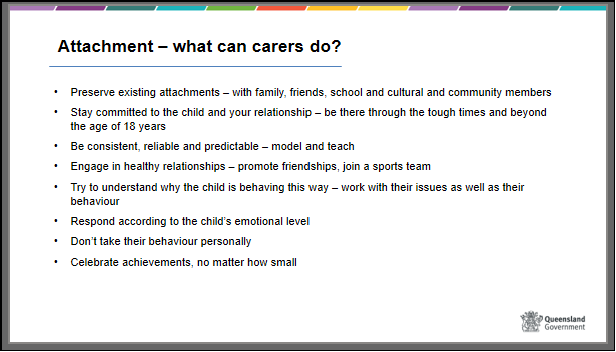 Attachment – what can carers do?
• Preserve existing attachments – with family, friends, school and cultural and community members
• Stay committed to the child and your relationship – be there through the tough times and beyond
the age of 18 years
• Be consistent, reliable and predictable – model and teach
• Engage in healthy relationships – promote friendships, join a sports team
• Try to understand why the child is behaving this way – work with their issues as well as their
behaviour
• Respond according to the child's emotional level
• Don't take their behaviour personally
• Celebrate achievements, no matter how small
Queensland
Government